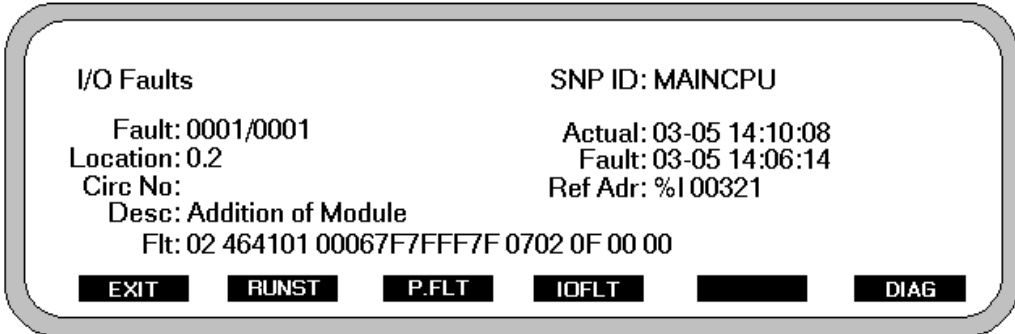 I/O Faults SNP ID: MAINCPU
Fault: 0001/0001 Actual: 03-05 14:10:08
Location: 0.2 Fault: 03-05 14:06:14
Circ No: Ref Adr: %I 00321
Desc: Addition of Module
Flt: 02 464101 00067F7FFF7F 0702 0F 00 00
EXIT RUNST P.FLT IOFLT DIAG